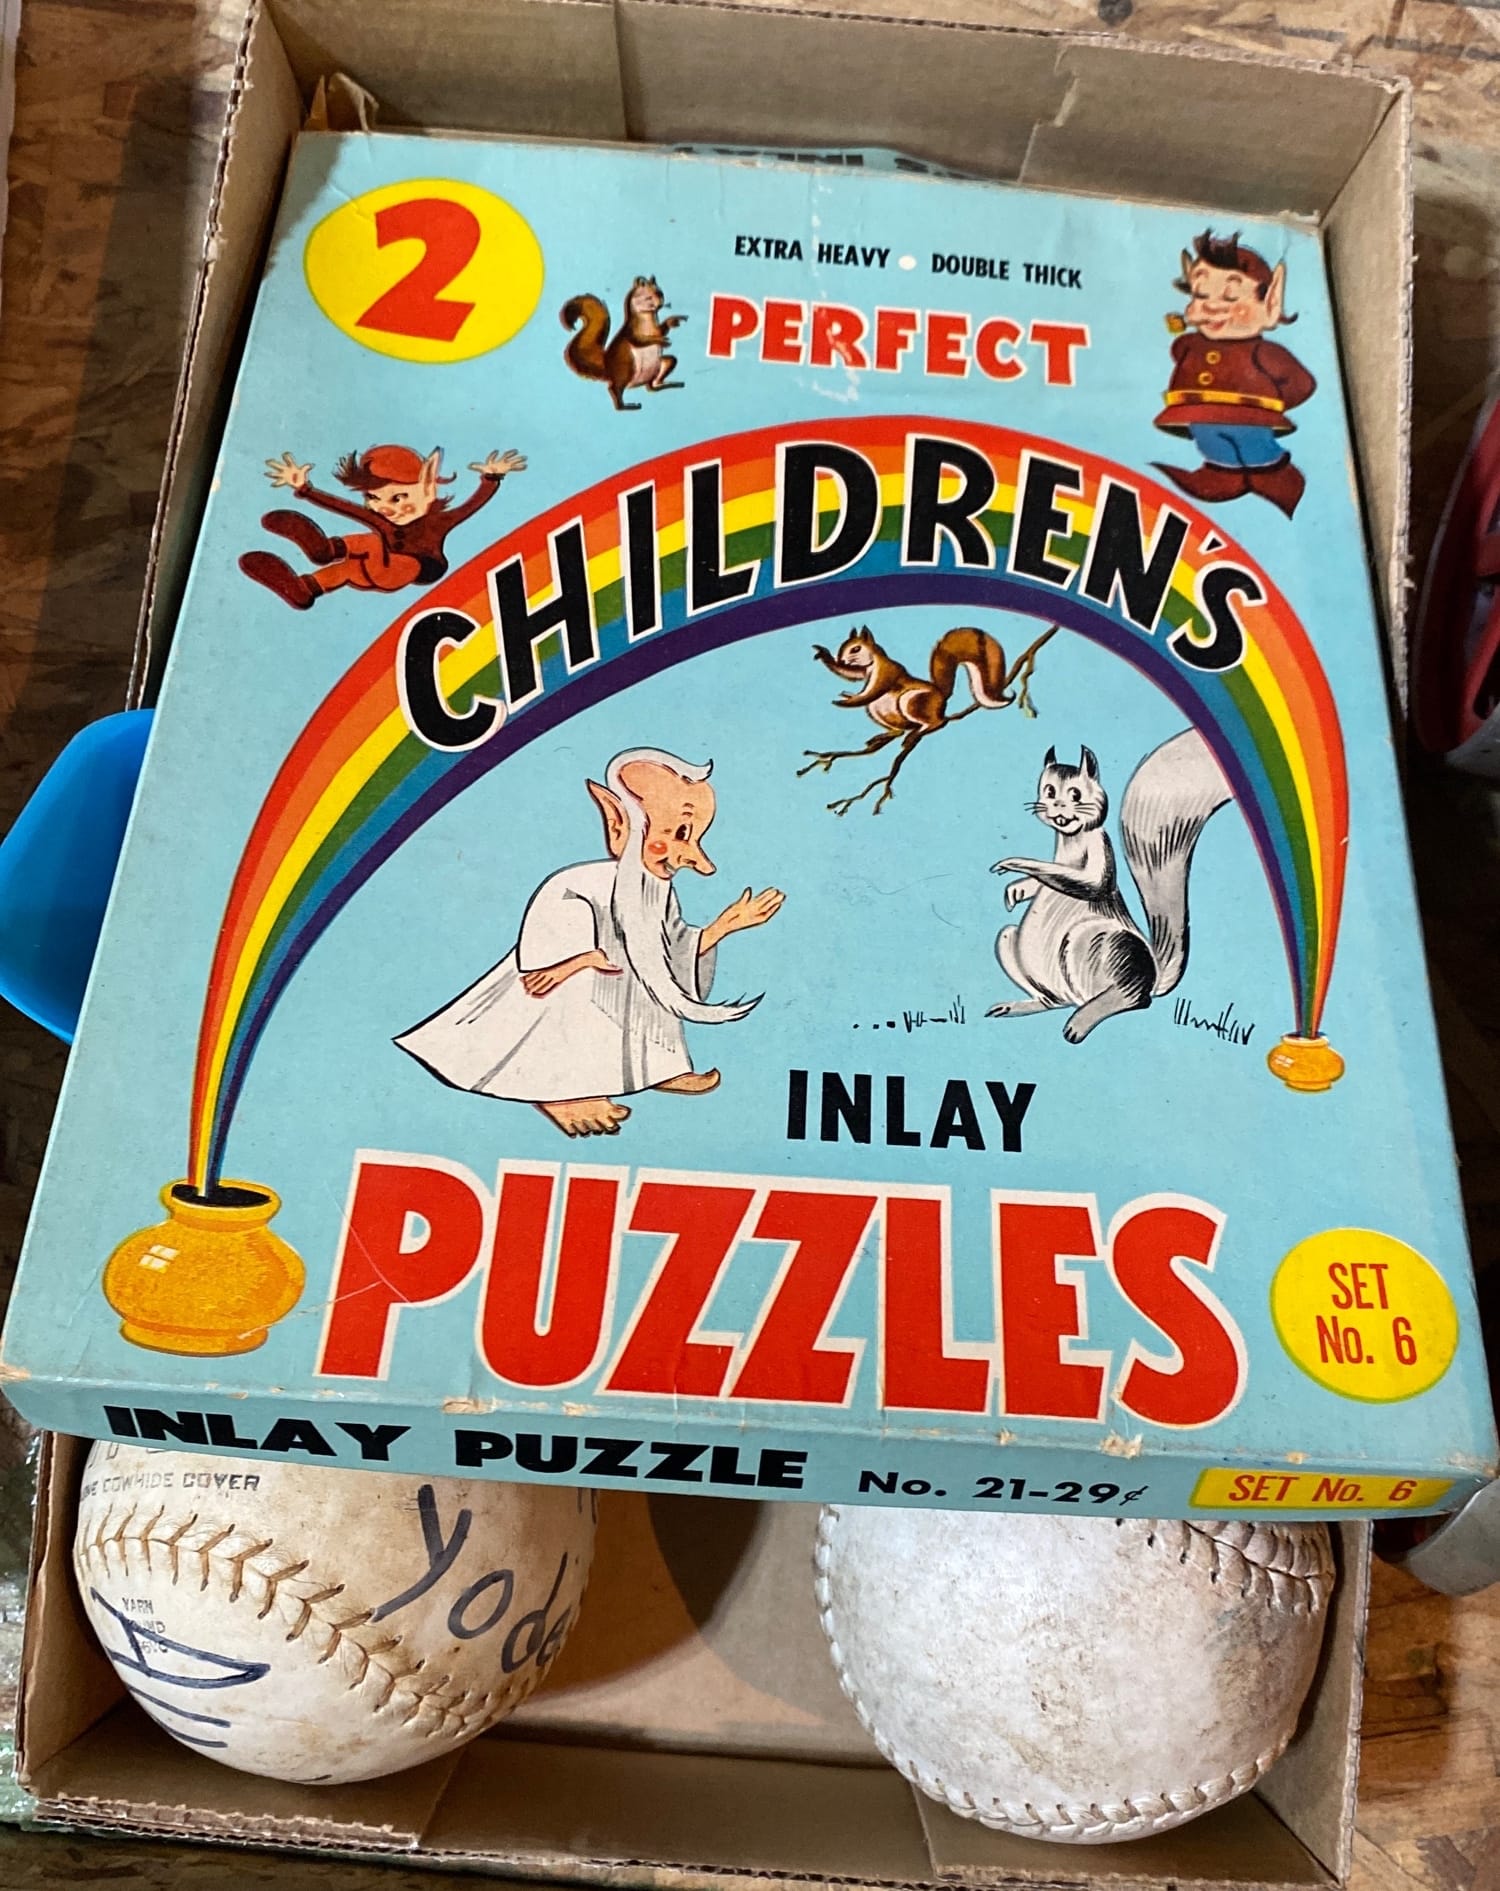 2
EXTRA HEAVY • DOUBLE THICK
PERFECT
CHILDREN'S
INLAY
PUZZLES
SET
No. 6
INLAY PUZZLE No. 21-29¢ SET No. 6
COWHIDE COVER
YARN